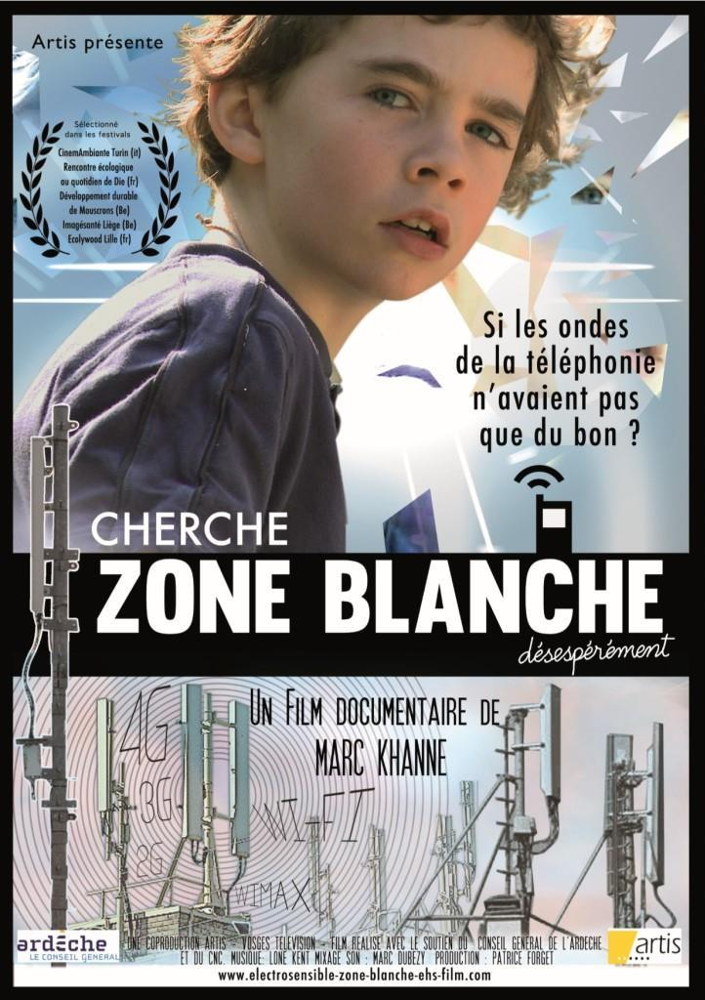 Artis présente
Sélectionné
dans les festivals
CinemAmbiante Turin (it)
Rencontre écologique
au quotidien de Die (fr)
Développement durable
de Mouscrons (Be)
Imagésanté Liège (Be)
Ecolywood Lille (fr)
Si les ondes
de la téléphonie
n'avaient pas
que du bon ?
CHERCHE
ZONE BLANCHE
désespérément
UN FILM DOCUMENTAIRE DE
MARC KHANNE
4G
3G
2G
WI-FI
WIMAX
ardèche
LE CONSEIL GENERAL
UNE COPRODUCTION ARTIS - VOSGES TELEVISION - FILM REALISE AVEC LE SOUTIEN DU CONSEIL GENERAL DE L'ARDECHE
ET DU CNC. MUSIQUE: LONE KENT MIXAGE SON : MARC DUBEZY PRODUCTION : PATRICE FORGET
artis
www.electrosensible-zone-blanche-ehs-film.com